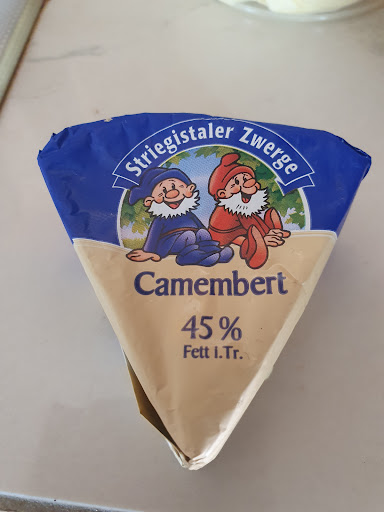 Striegistaler Zwerge
Camembert
45 %
Fett i.Tr.